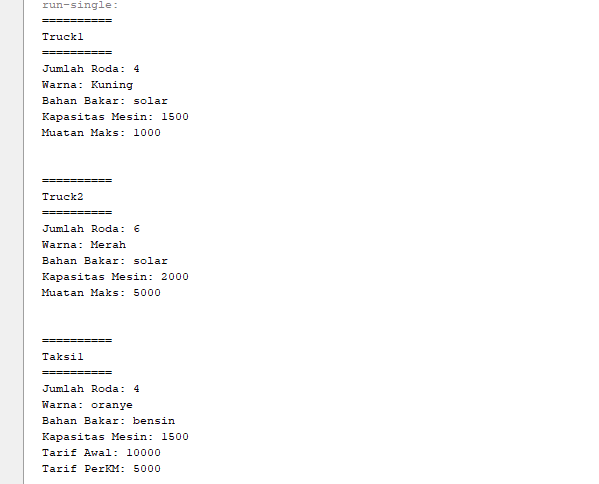 run-single:
==========
Truck1
==========
Jumlah Roda: 4
Warna: Kuning
Bahan Bakar: solar
Kapasitas Mesin: 1500
Muatan Maks: 1000
==========
Truck2
==========
Jumlah Roda: 6
Warna: Merah
Bahan Bakar: solar
Kapasitas Mesin: 2000
Muatan Maks: 5000
==========
Taksi1
==========
Jumlah Roda: 4
Warna: oranye
Bahan Bakar: bensin
Kapasitas Mesin: 1500
Tarif Awal: 10000
Tarif PerKM: 5000